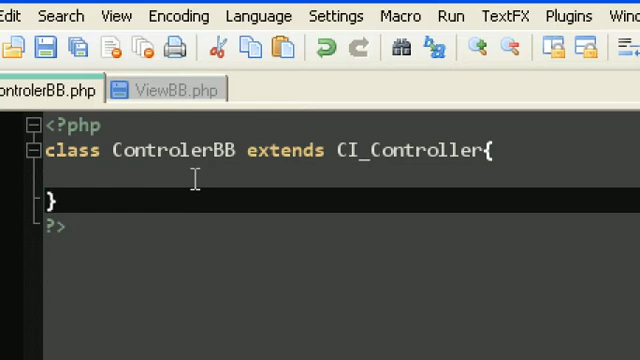 Edit Search View Encoding Language Settings Macro Run TextFX Plugins Wind
ontrolerBB.php ViewBB.php
<?php
class ControlerBB extends CI_Controller{
}
?>